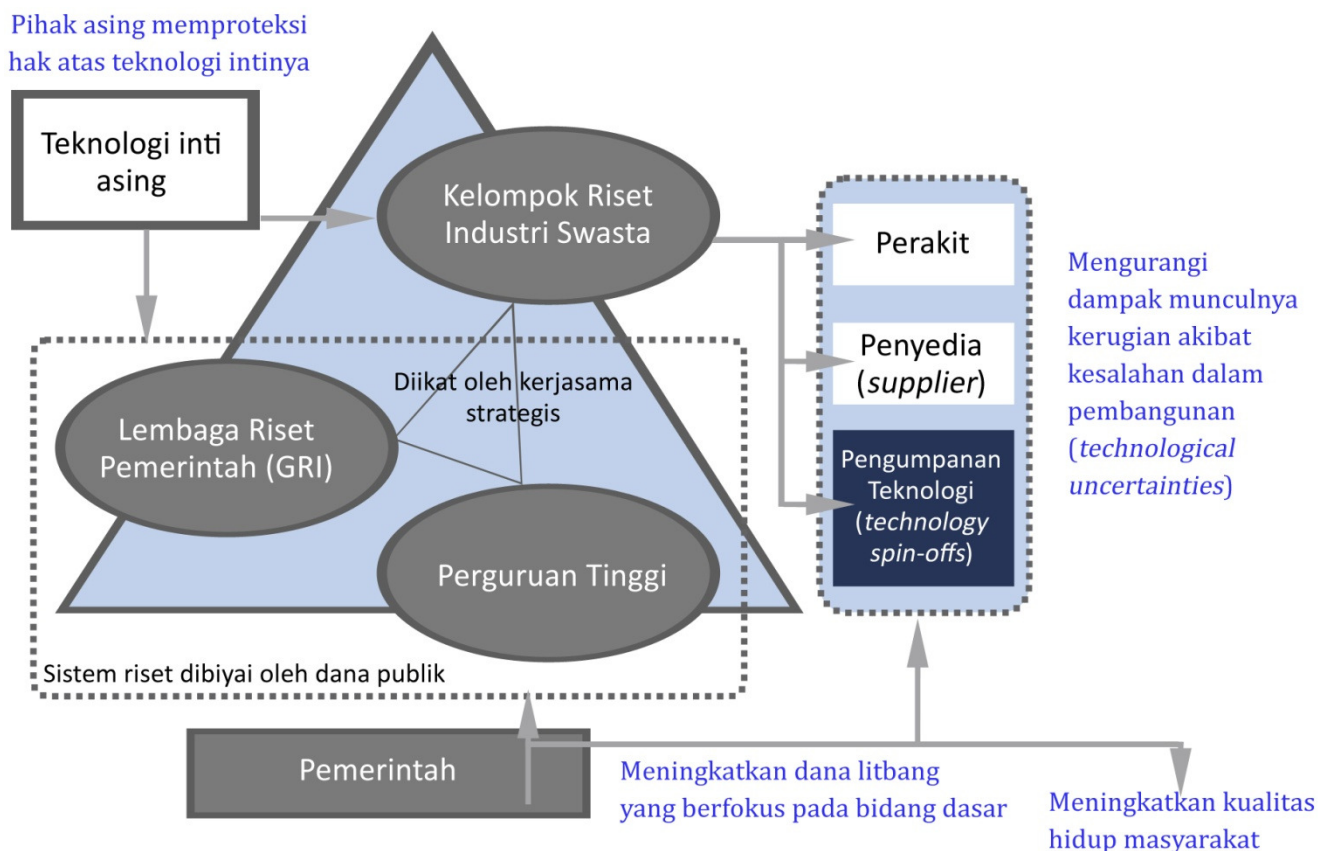 Pihak asing memproteksi
hak atas teknologi intinya
Teknologi inti
asing
Kelompok Riset
Industri Swasta
Perakit
Penyedia
(supplier)
Pengumpanan
Teknologi
(technology
spin-offs)
Mengurangi
dampak munculnya
kerugian akibat
kesalahan dalam
pembangunan
(technological
uncertainties)
Diikat oleh kerjasama
strategis
Lembaga Riset
Pemerintah (GRI)
Perguruan Tinggi
Sistem riset dibiyai oleh dana publik
Pemerintah
Meningkatkan dana litbang
yang berfokus pada bidang dasar
Meningkatkan kualitas
hidup masyarakat